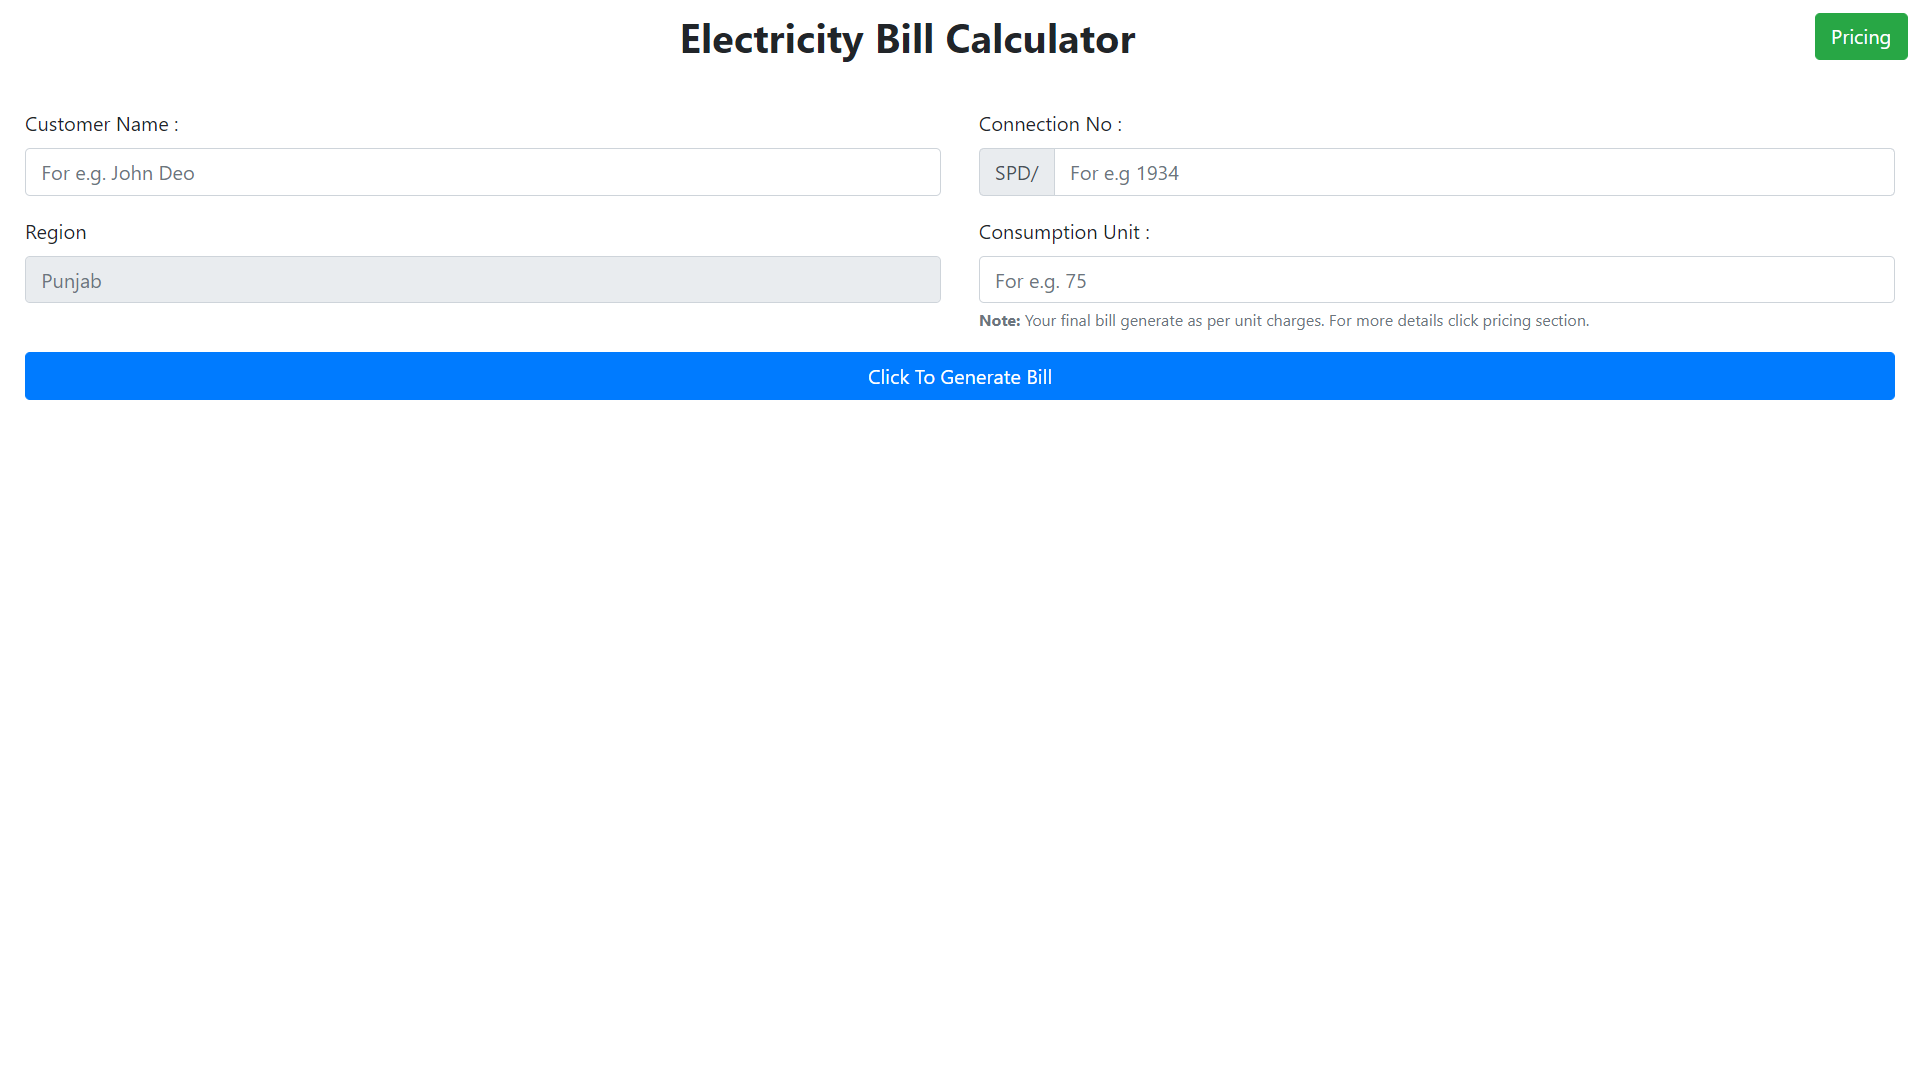 Electricity Bill Calculator
Pricing
Customer Name :
For e.g. John Deo
Connection No :
SPD/ For e.g 1934
Region
Punjab
Consumption Unit :
For e.g. 75
Note: Your final bill generate as per unit charges. For more details click pricing section.
Click To Generate Bill